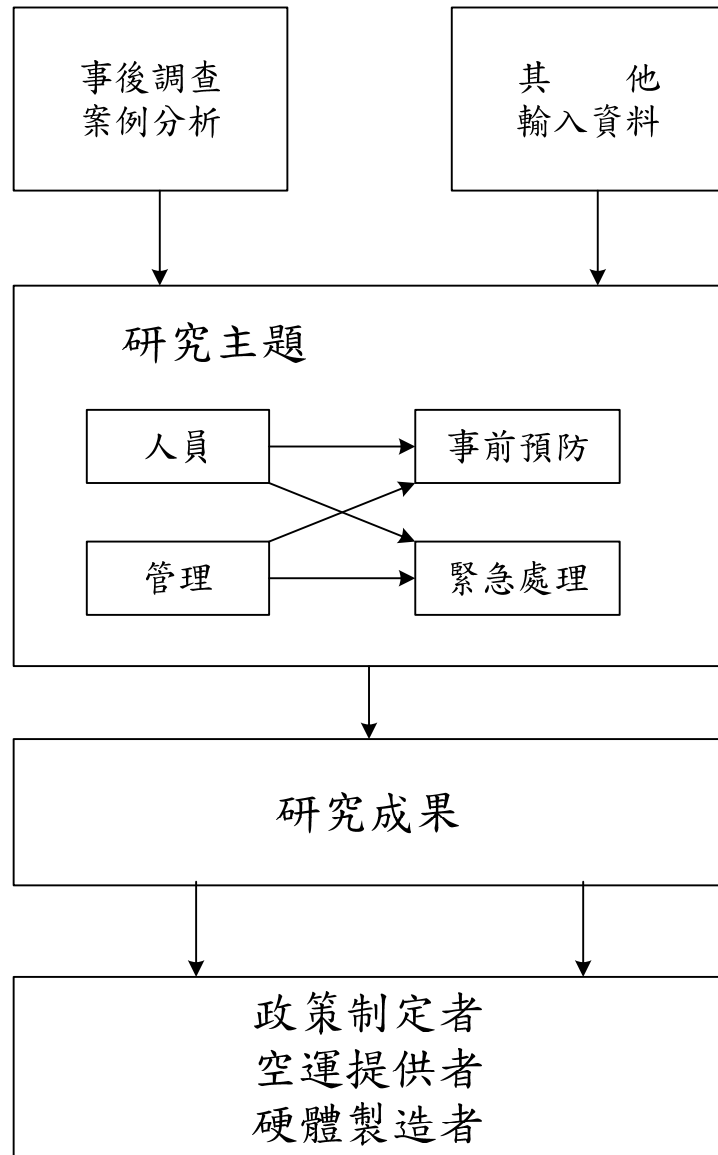 事後調查
案例分析
其 他
輸入資料
研究主題
人員
事前預防
管理
緊急處理
研究成果
政策制定者
空運提供者
硬體製造者